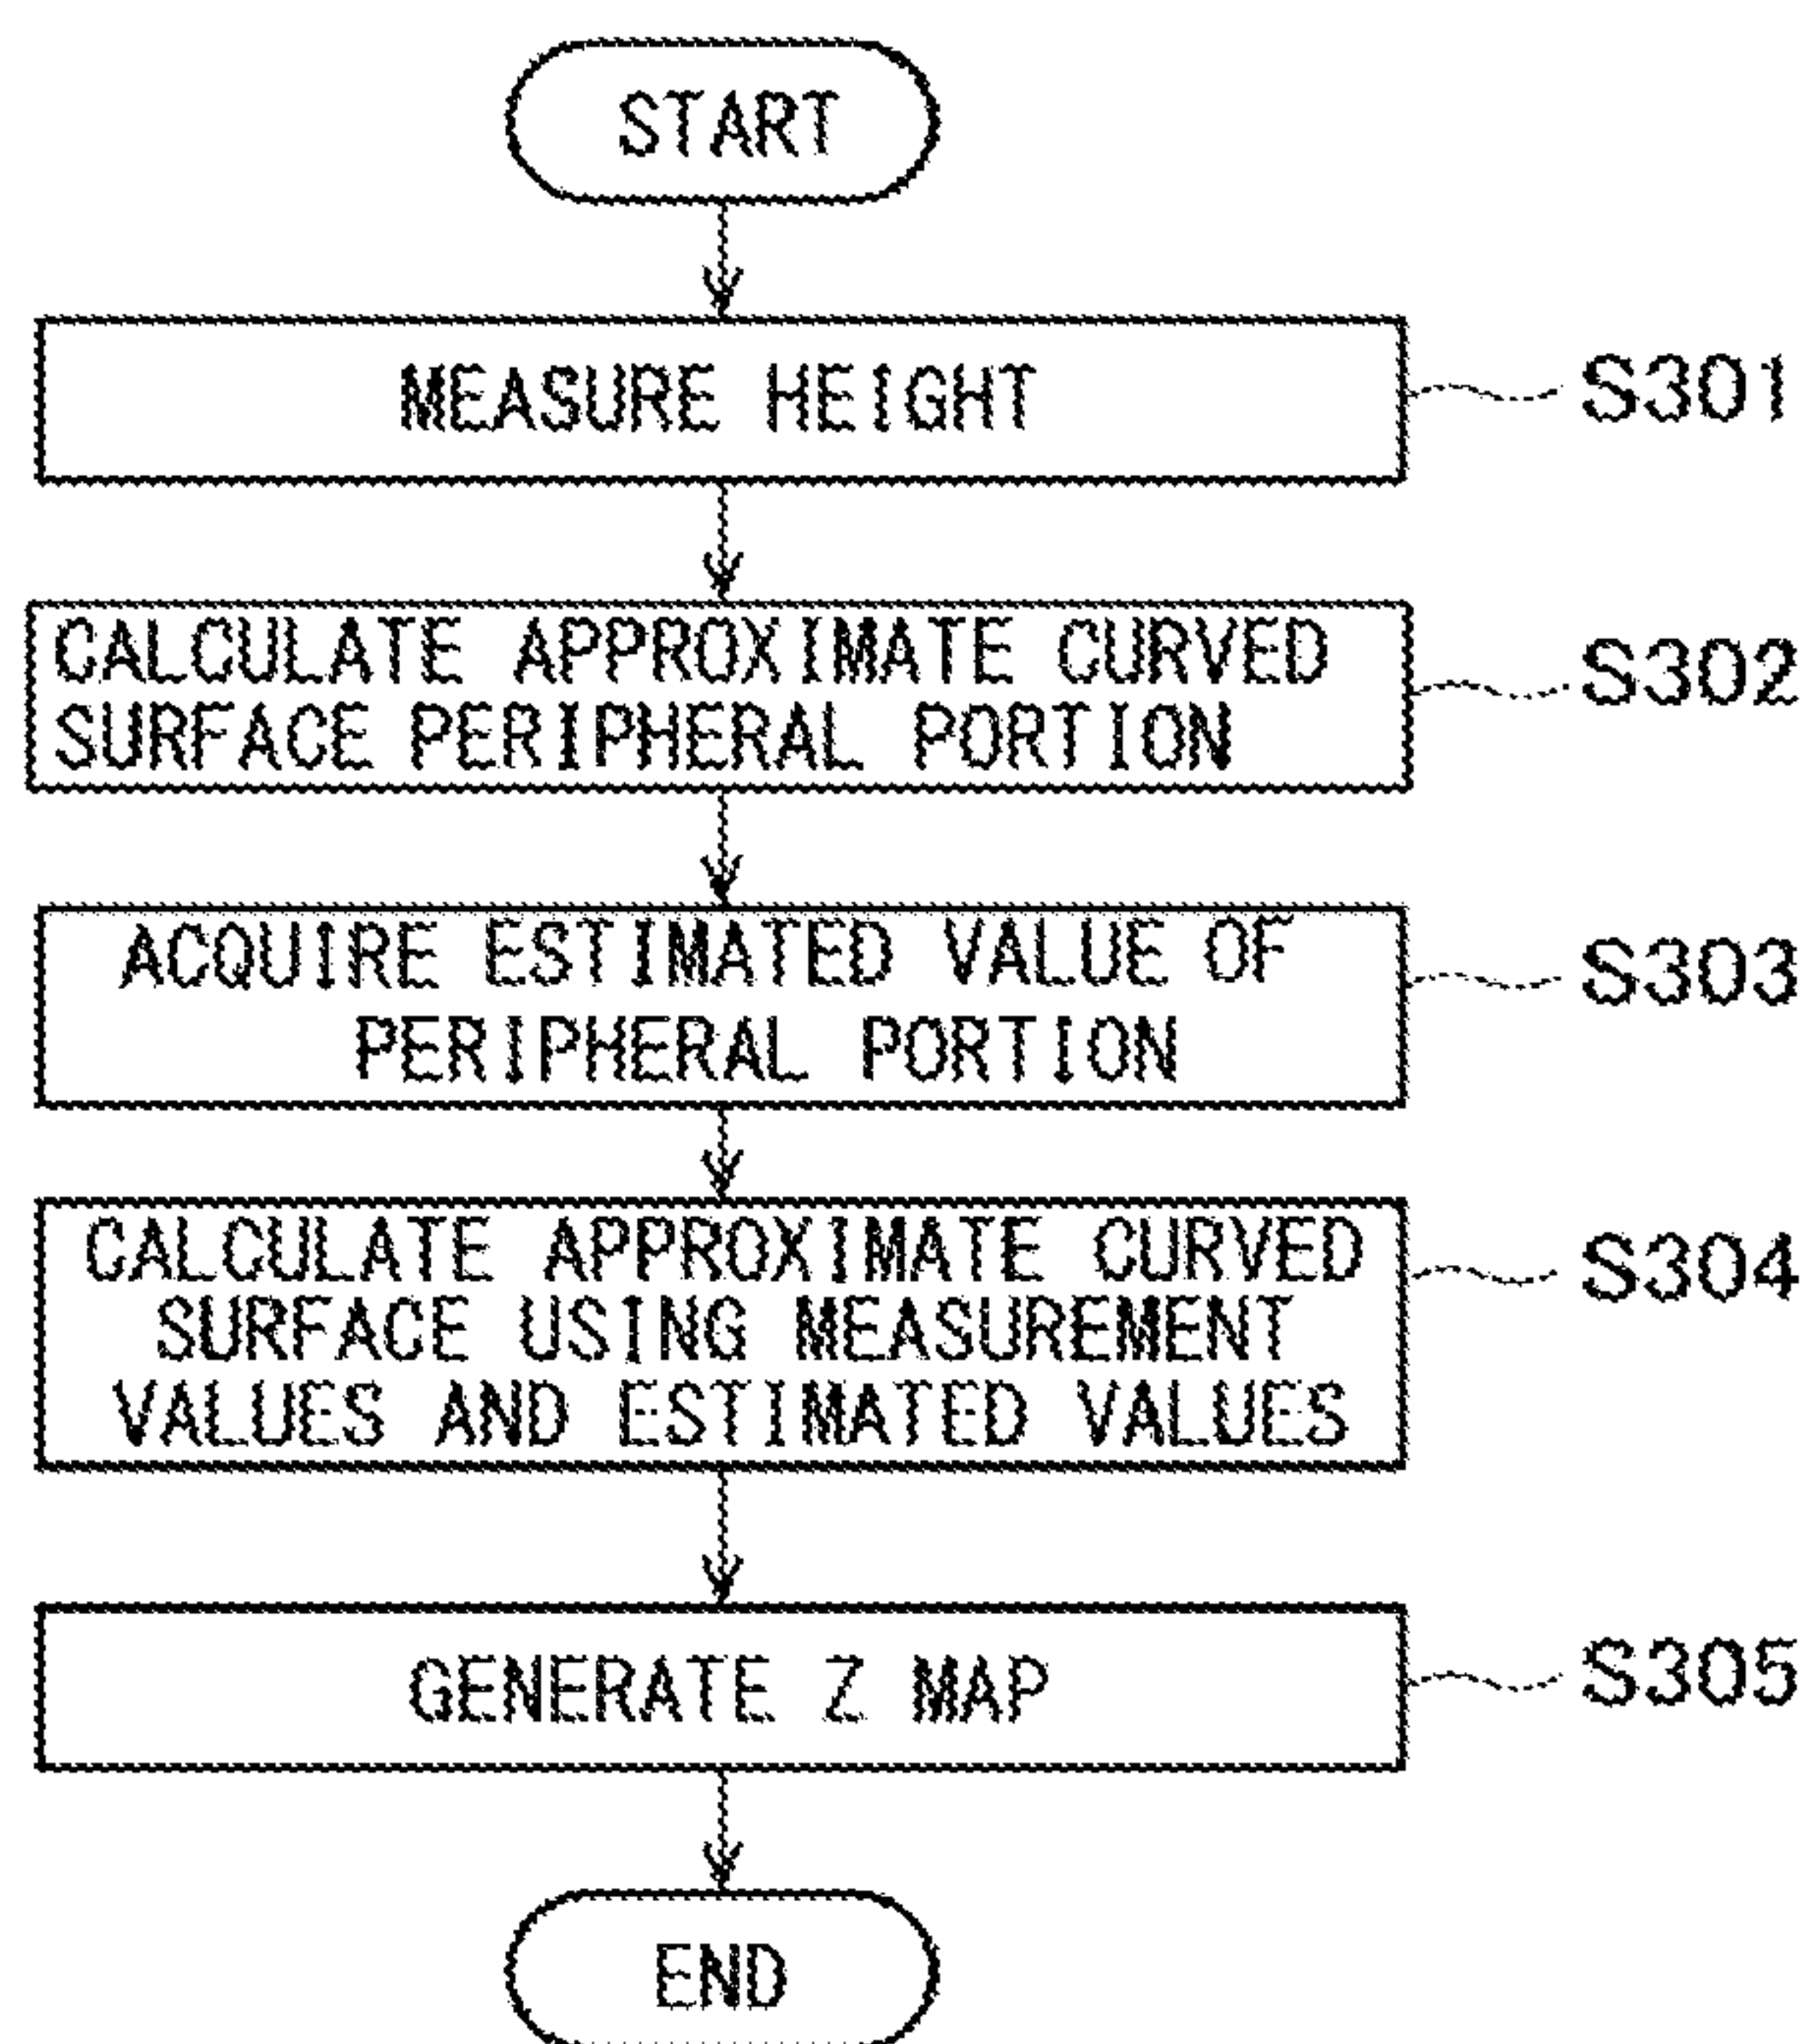 START
MEASURE HEIGHT
S301
CALCULATE APPROXIMATE CURVED
SURFACE PERIPHERAL PORTION
S302
ACQUIRE ESTIMATED VALUE OF
PERIPHERAL PORTION
S303
CALCULATE APPROXIMATE CURVED
SURFACE USING MEASUREMENT
VALUES AND ESTIMATED VALUES
S304
GENERATE Z MAP
S305
END